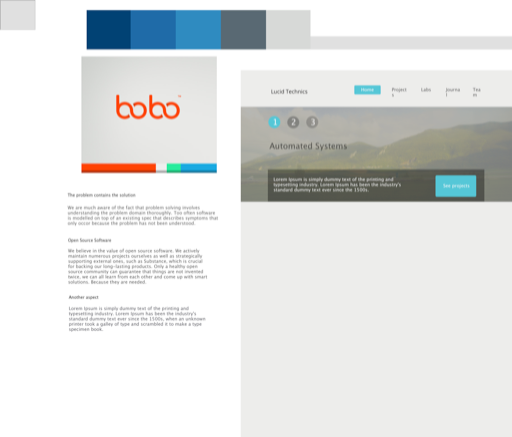 bobo
™
The problem contains the solution
We are much aware of the fact that problem solving involves
understanding the problem domain thoroughly. Too often software
is modelled on top of an existing spec that describes symptoms that
only occur because the problem has not been understood.
Open Source Software
We believe in the value of open source software. We actively
maintain numerous projects ourselves as well as strategically
supporting external ones, such as Substance, which is crucial
for backing our long-lasting products. Only a healthy open
source community can guarantee that things are not invented
twice, we can all learn from each other and come up with smart
solutions. Because they are needed.
Another aspect
Lorem Ipsum is simply dummy text of the printing and
typesetting industry. Lorem Ipsum has been the industry's
standard dummy text ever since the 1500s, when an unknown
printer took a galley of type and scrambled it to make a type
specimen book.
Lucid Technics
Home
Project
s
Labs
Journa
l
Tea
m
1 2 3
Automated Systems
Lorem Ipsum is simply dummy text of the printing and
typesetting industry. Lorem Ipsum has been the industry's
standard dummy text ever since the 1500s.
See projects